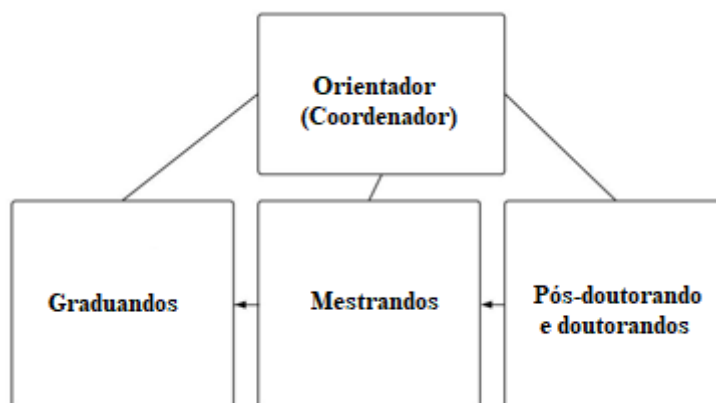 Orientador
(Coordenador)
Graduandos
Mestrandos
Pós-doutorando
e doutorandos